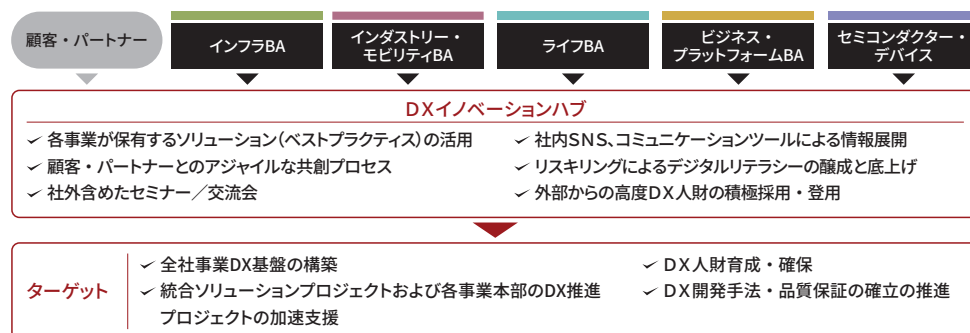 顧客・パートナー
インフラBA
インダストリー・
モビリティBA
ライフBA
ビジネス・
プラットフォームBA
セミコンダクター・
デバイス
DXイノベーションハブ
✓ 各事業が保有するソリューション(ベストプラクティス)の活用
✓ 顧客・パートナーとのアジャイルな共創プロセス
✓ 社外含めたセミナー／交流会
✓ 社内SNS、コミュニケーションツールによる情報展開
✓ リスキリングによるデジタルリテラシーの醸成と底上げ
✓ 外部からの高度DX人財の積極採用・登用
ターゲット
✓ 全社事業DX基盤の構築
✓ 統合ソリューションプロジェクトおよび各事業本部のDX推進
プロジェクトの加速支援
✓ DX人財育成・確保
✓ DX開発手法・品質保証の確立の推進